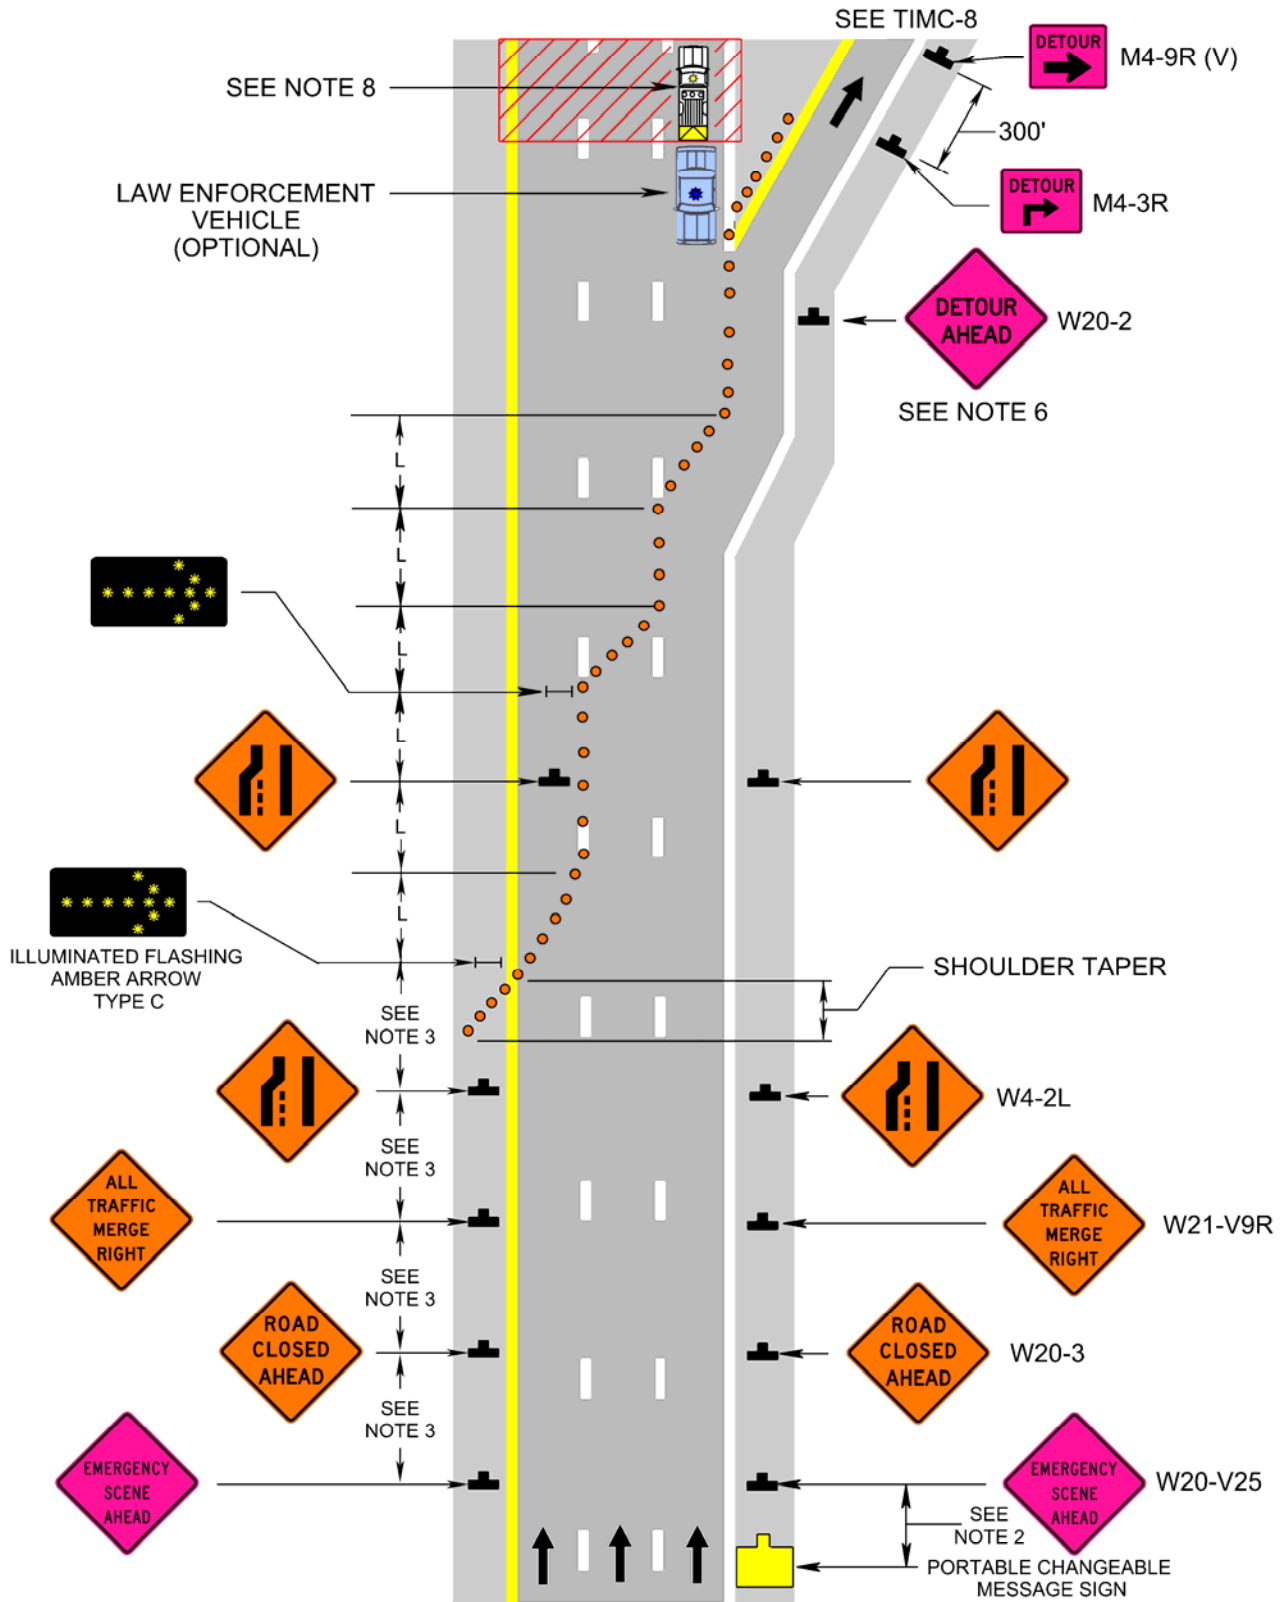 SEE TIMC-8
DETOUR
M4-9R (V)
SEE NOTE 8
300'
LAW ENFORCEMENT
VEHICLE
(OPTIONAL)
DETOUR
M4-3R
DETOUR
AHEAD
W20-2
SEE NOTE 6
L
L
L
L
L
L
ILLUMINATED FLASHING
AMBER ARROW
TYPE C
SHOULDER TAPER
SEE
NOTE 3
W4-2L
SEE
NOTE 3
ALL
TRAFFIC
MERGE
RIGHT
ALL
TRAFFIC
MERGE
RIGHT
W21-V9R
SEE
NOTE 3
ROAD
CLOSED
AHEAD
ROAD
CLOSED
AHEAD
W20-3
SEE
NOTE 3
EMERGENCY
SCENE
AHEAD
EMERGENCY
SCENE
AHEAD
W20-V25
SEE
NOTE 2
PORTABLE CHANGEABLE
MESSAGE SIGN